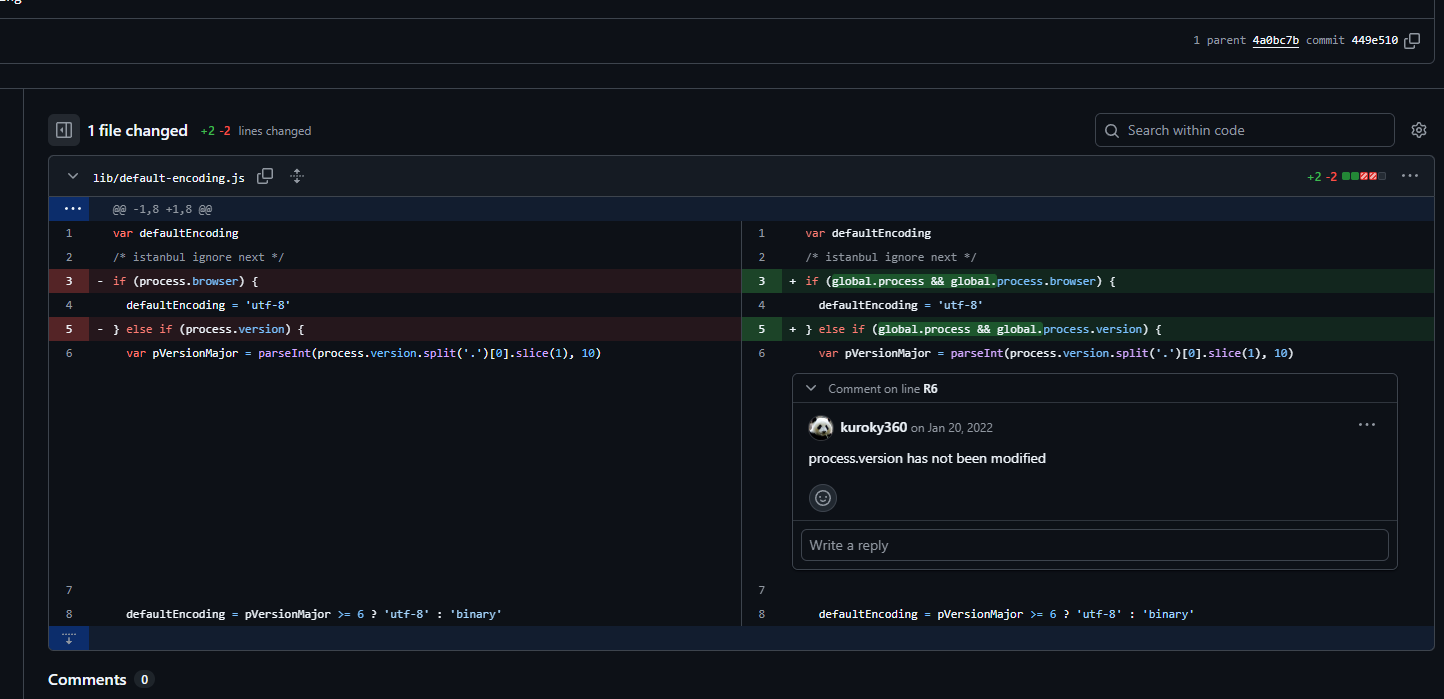 1 parent 4a0bc7b commit 449e510
1 file changed +2 -2 lines changed
Search within code
lib/default-encoding.js
+2 -2
@@ -1,8 +1,8 @@
1 var defaultEncoding
2 /* istanbul ignore next */
3 - if (process.browser) {
4 defaultEncoding = 'utf-8'
5 - } else if (process.version) {
6 var pVersionMajor = parseInt(process.version.split('.')[0].slice(1), 10)
7
8 defaultEncoding = pVersionMajor >= 6 ? 'utf-8' : 'binary'
1 var defaultEncoding
2 /* istanbul ignore next */
3 + if (global.process && global.process.browser) {
4 defaultEncoding = 'utf-8'
5 + } else if (global.process && global.process.version) {
6 var pVersionMajor = parseInt(process.version.split('.')[0].slice(1), 10)
Comment on line R6
kuroky360 on Jan 20, 2022
process.version has not been modified
Write a reply
7
8 defaultEncoding = pVersionMajor >= 6 ? 'utf-8' : 'binary'
Comments 0